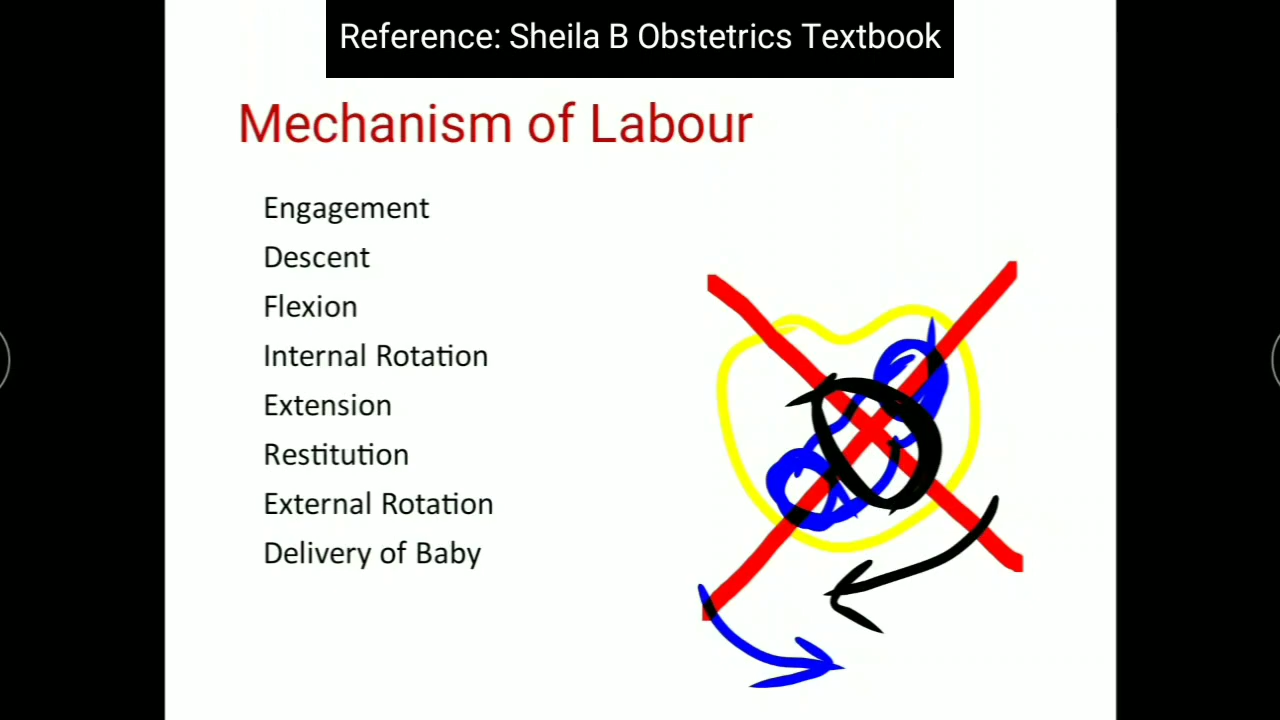 Reference: Sheila B Obstetrics Textbook
Mechanism of Labour
Engagement
Descent
Flexion
Internal Rotation
Extension
Restitution
External Rotation
Delivery of Baby